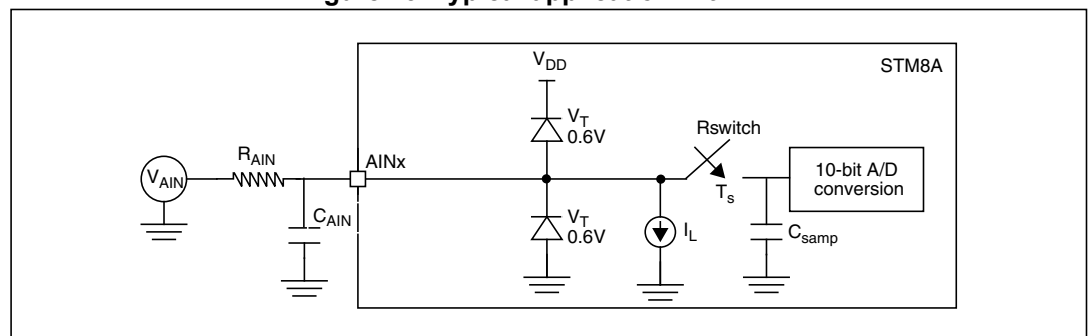 STM8A
VDD
VT
0.6V
Rswitch
RAIN
AINx
VAIN
10-bit A/D
conversion
Ts
CAIN
VT
0.6V
IL
Csamp